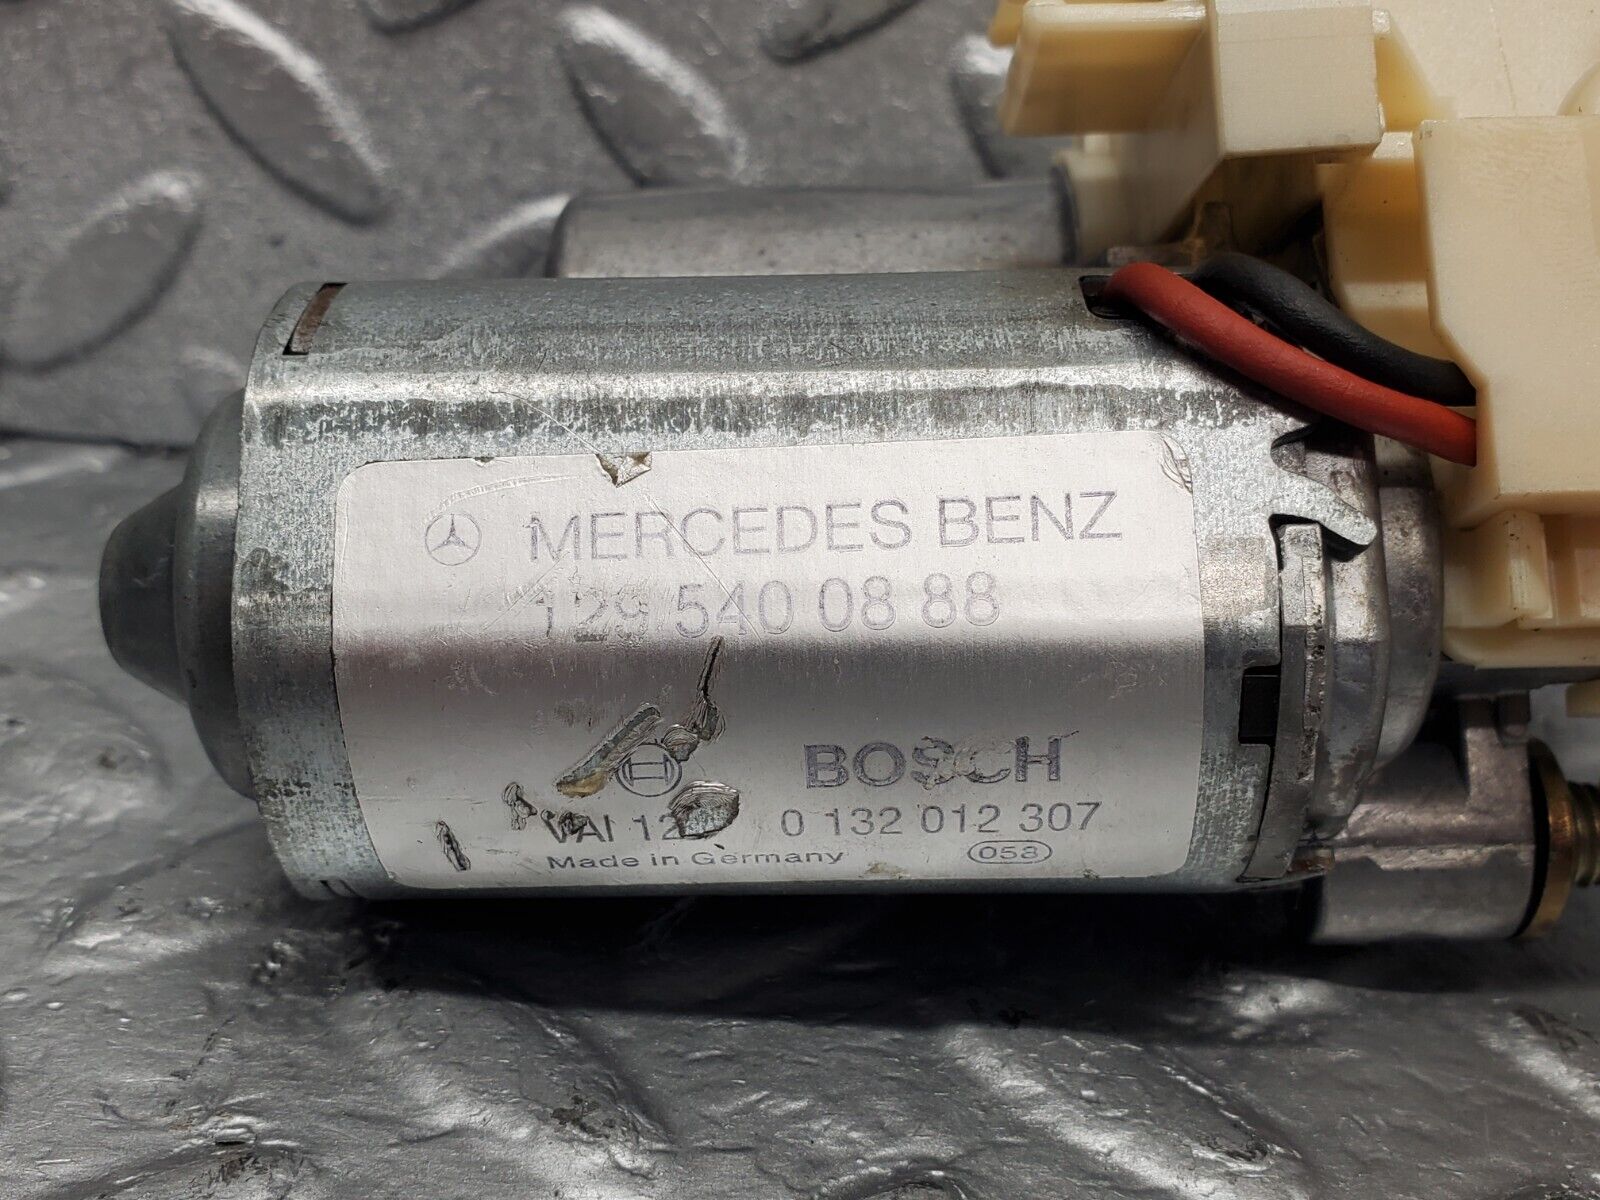 MERCEDES BENZ
129 540 08 88
BOSCH
0 132 012 307
Made in Germany 058